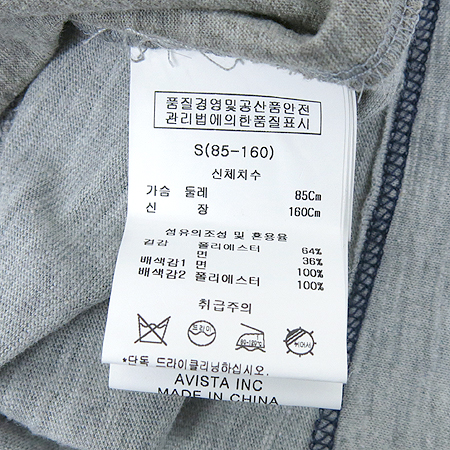 품질경영및공산품안전
관리법에의한품질표시
S(85-160)
신체치수
가슴 둘레 85Cm
신 장 160Cm
섬유의조성 및 혼용율
겉감 폴리에스터 64%
면 36%
배색감1 면 100%
배색감2 폴리에스터 100%
취급주의
드라이
*단독 드라이클리닝하십시오.
AVISTA INC
MADE IN CHINA